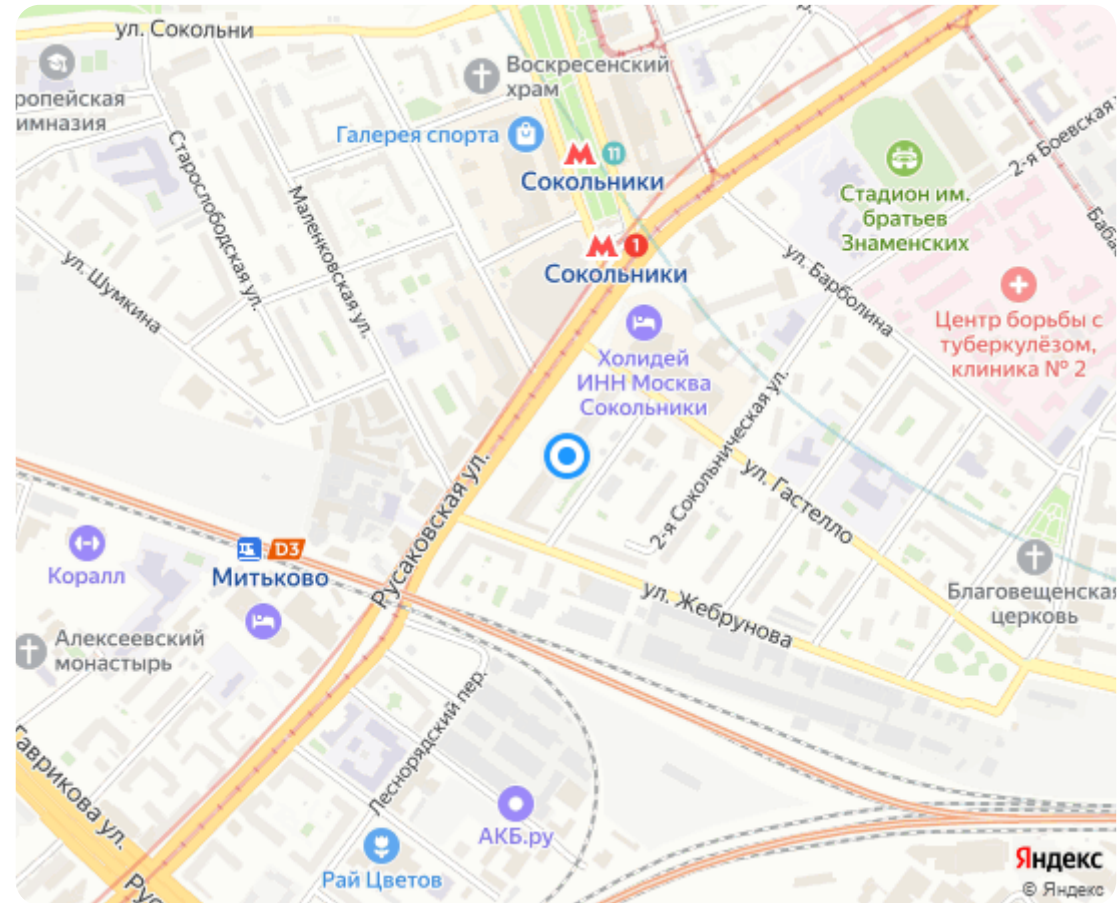 ул. Сокольни
Воскресенский
храм
ропейская
имназия
Галерея спорта
11
Сокольники
Старослободская ул.
Маленковская ул.
ул. Шумкина
2-я Боевская
Стадион им.
братьев
Знаменских
1
Сокольники
ул. Барболина
Баба
Центр борьбы с
туберкулёзом,
клиника № 2
Холидей
ИНН Москва
Сокольники
2-я Сокольническая ул.
ул. Гастелло
Русаковская ул.
D3
Митьково
Коралл
ул. Жебрунова
Благовещенская
церковь
Алексеевский
монастырь
Леснорядский пер.
Гаврикова ул.
АКБ.ру
Рай Цветов
Рус
Яндекс
© Яндекс